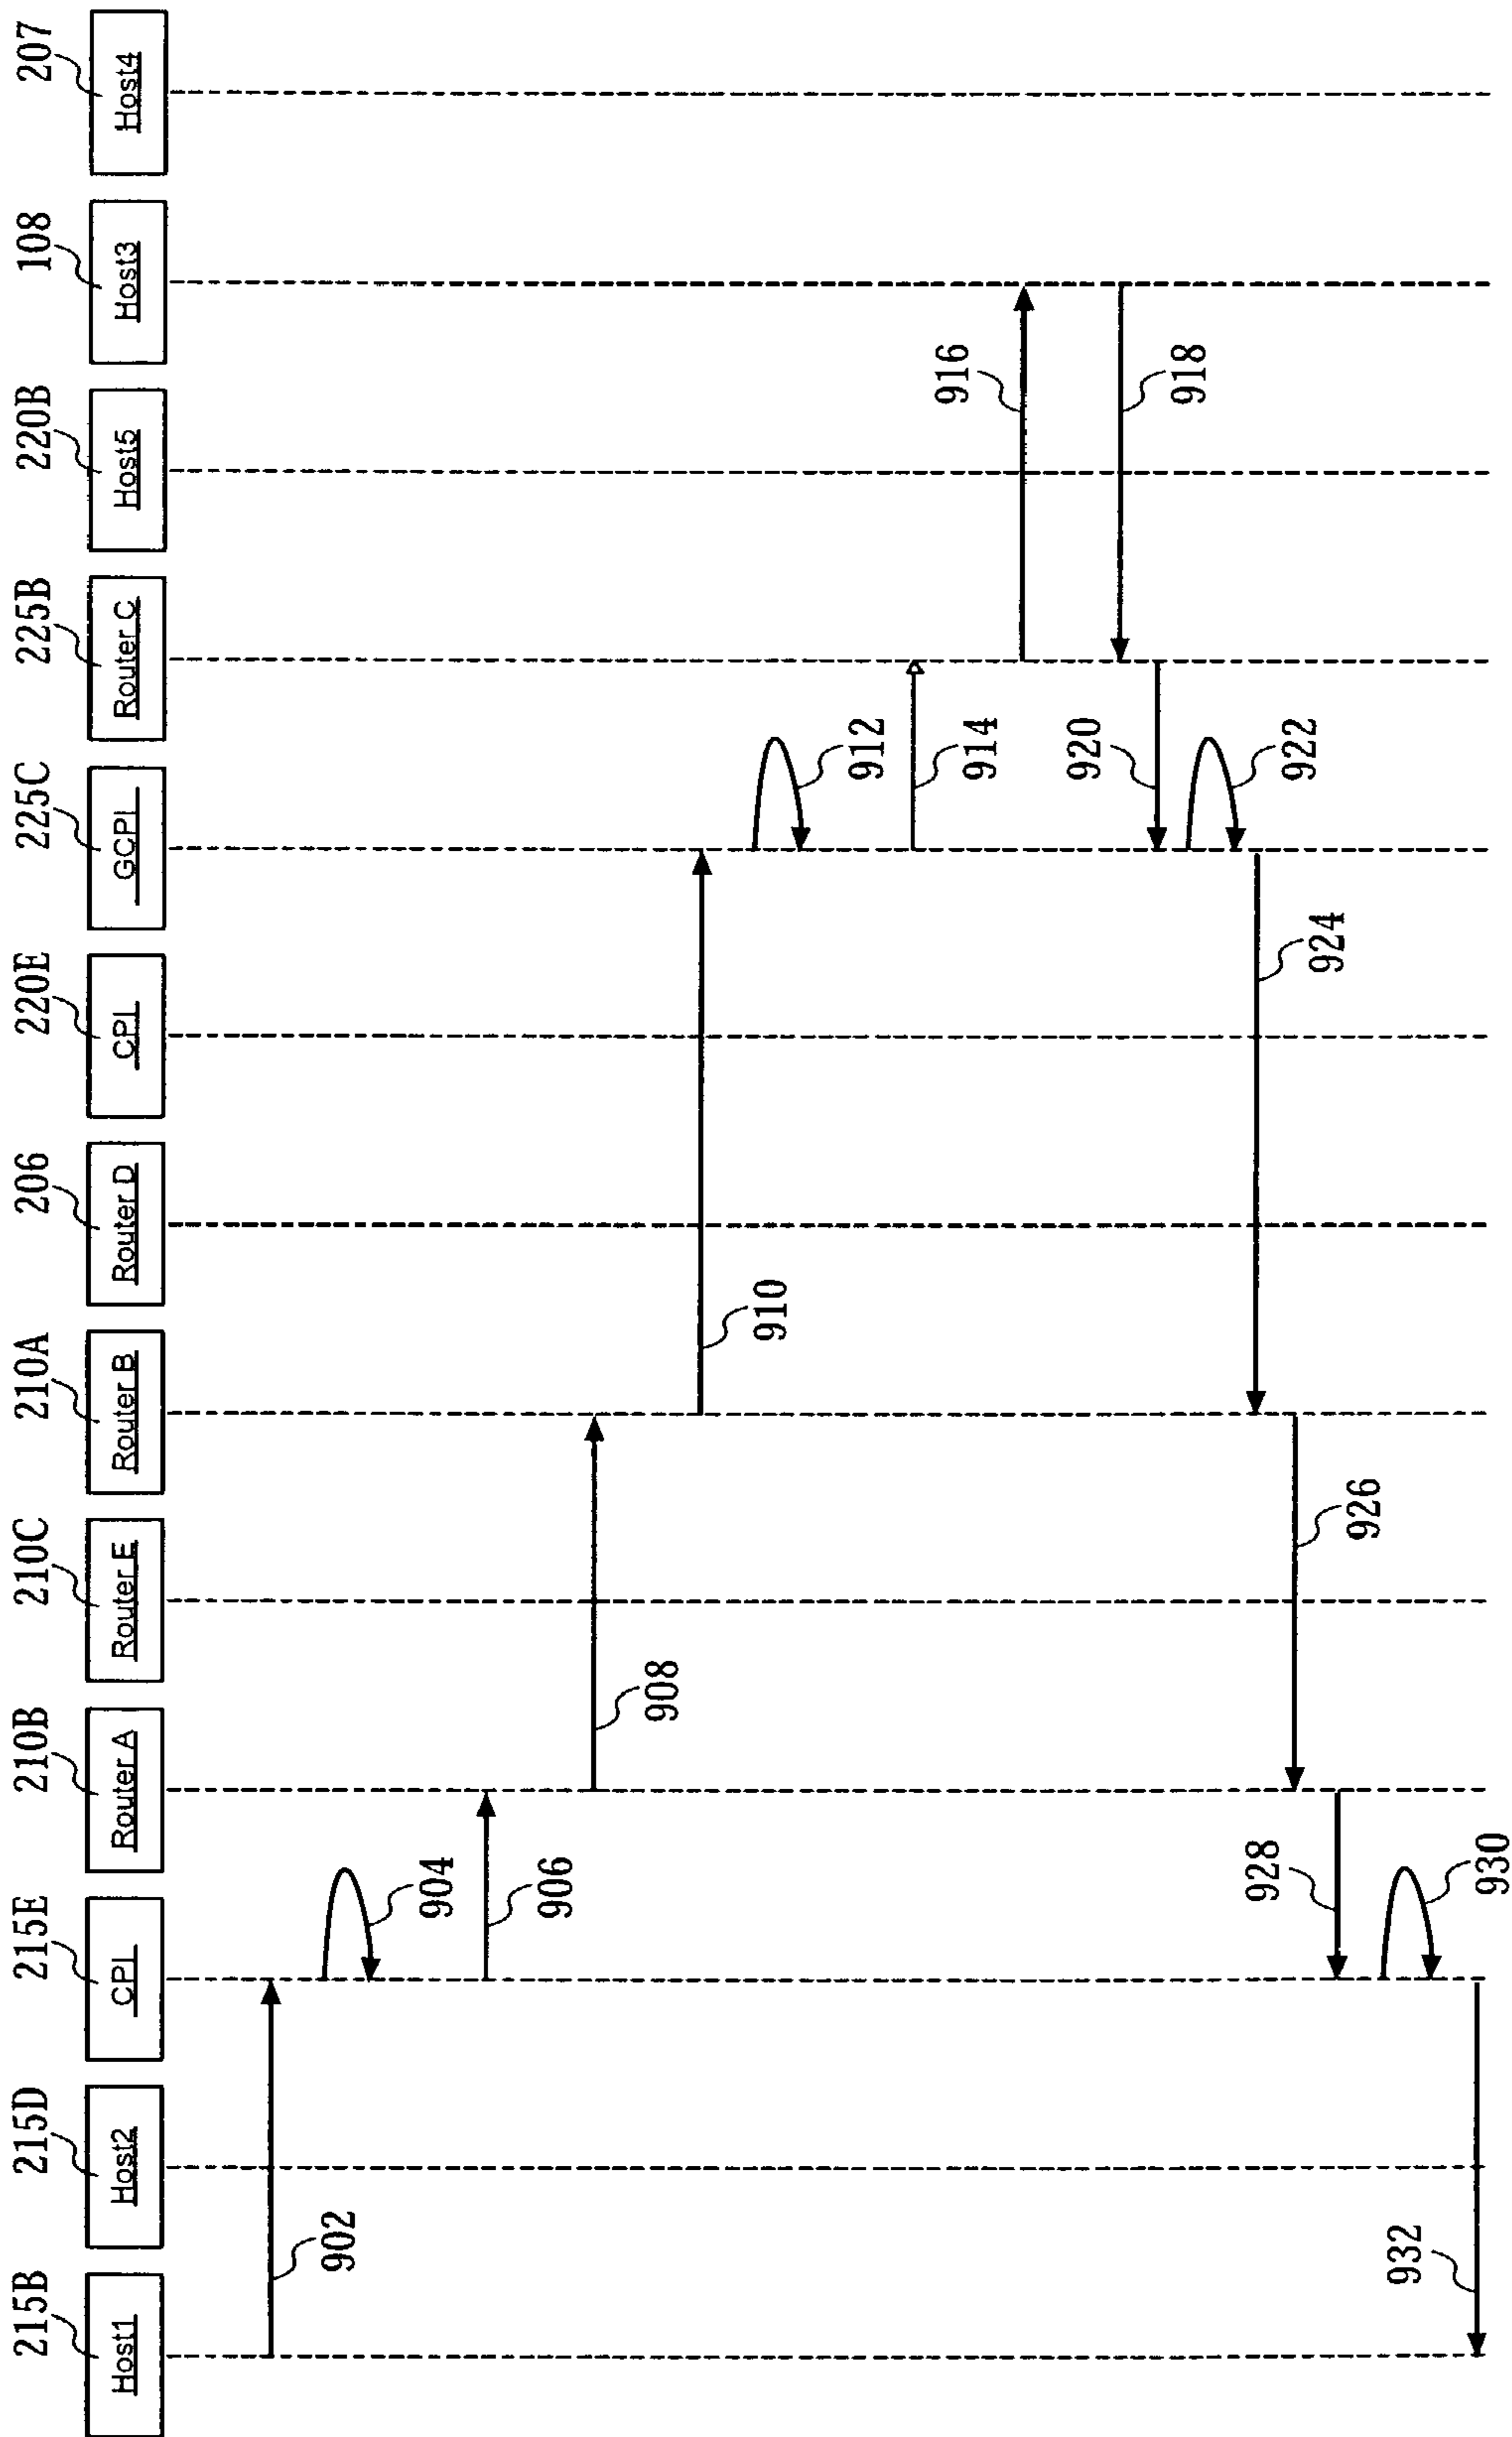 215B
Host1
215D
Host2
215E
CPI
210B
Router A
210C
Router E
210A
Router B
206
Router D
220E
CPI
225C
GCPI
225B
Router C
220B
Host5
108
Host3
207
Host4
902
904
906
908
910
912
914
916
918
920
922
924
926
928
930
932